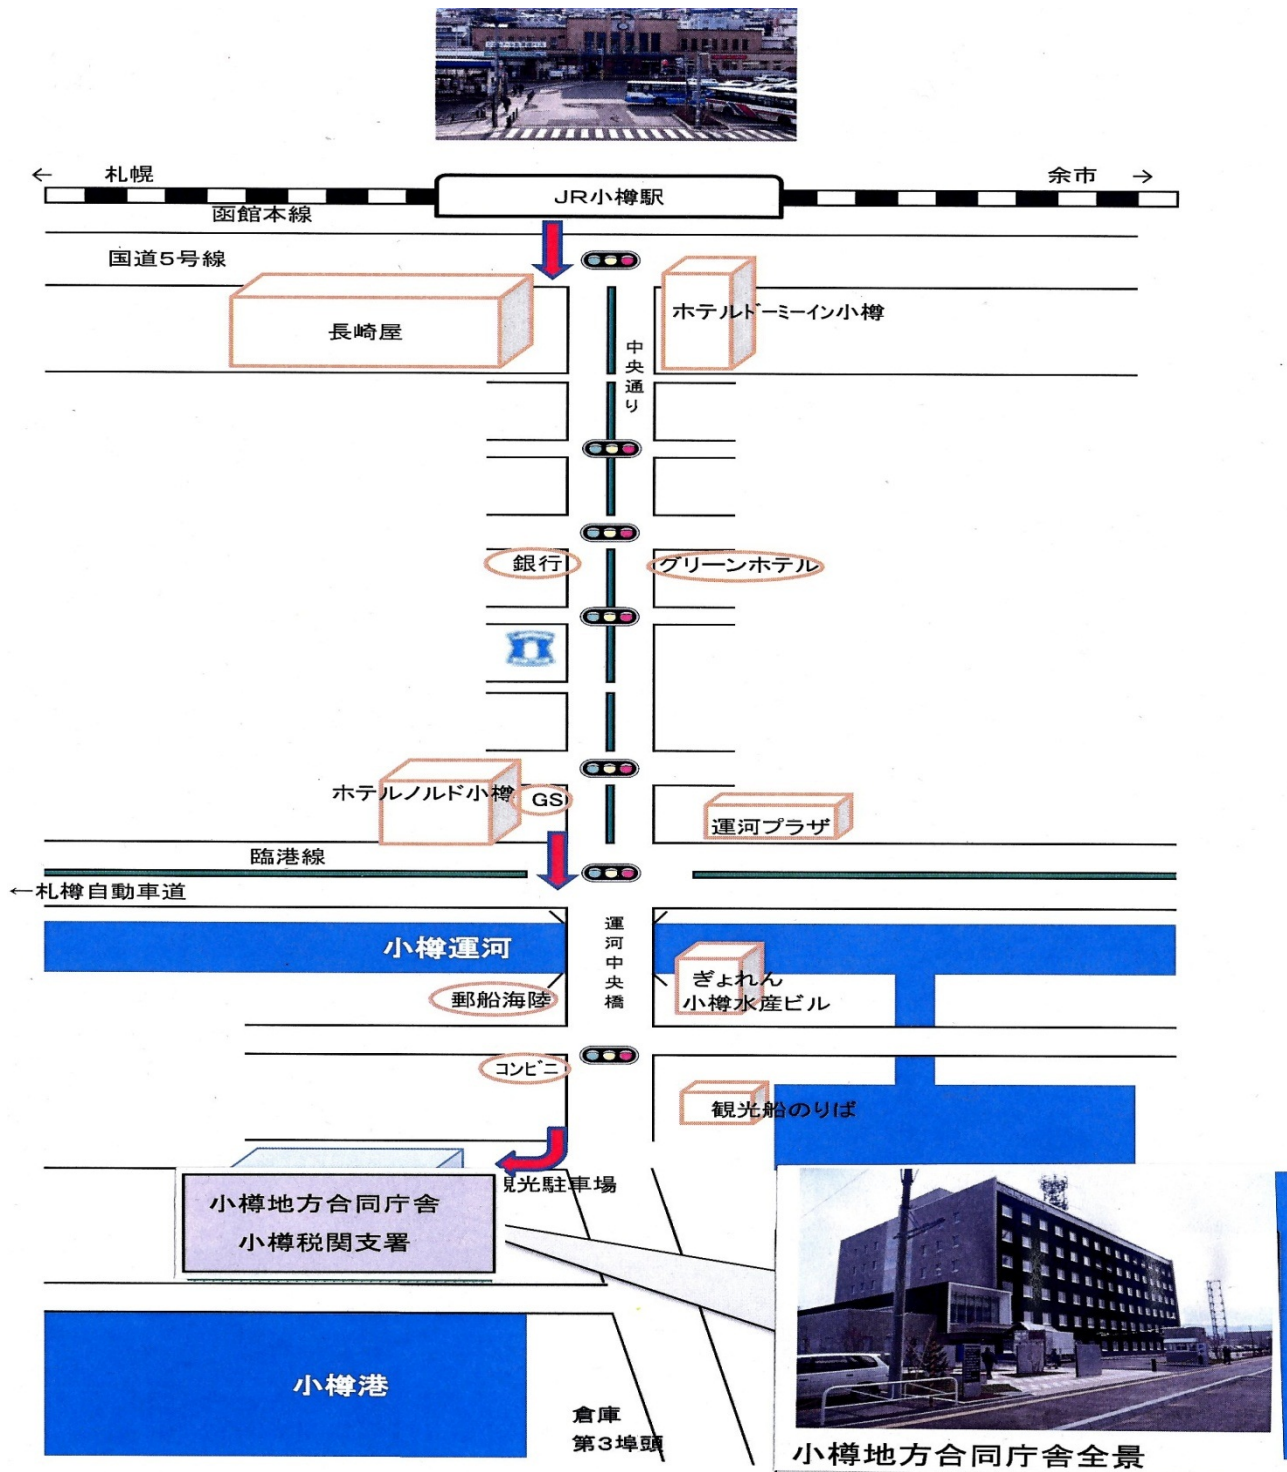 ← 札幌
余市 →
JR小樽駅
函館本線
国道5号線
長崎屋
ホテルドーミーイン小樽
中央通り
銀行
グリーンホテル
ホテルノルド小樽
GS
運河プラザ
臨港線
←札樽自動車道
小樽運河
運河中央橋
ぎょれん
小樽水産ビル
郵船海陸
コンビニ
観光船のりば
観光駐車場
小樽地方合同庁舎
小樽税関支署
小樽港
倉庫
第3埠頭
小樽地方合同庁舎全景